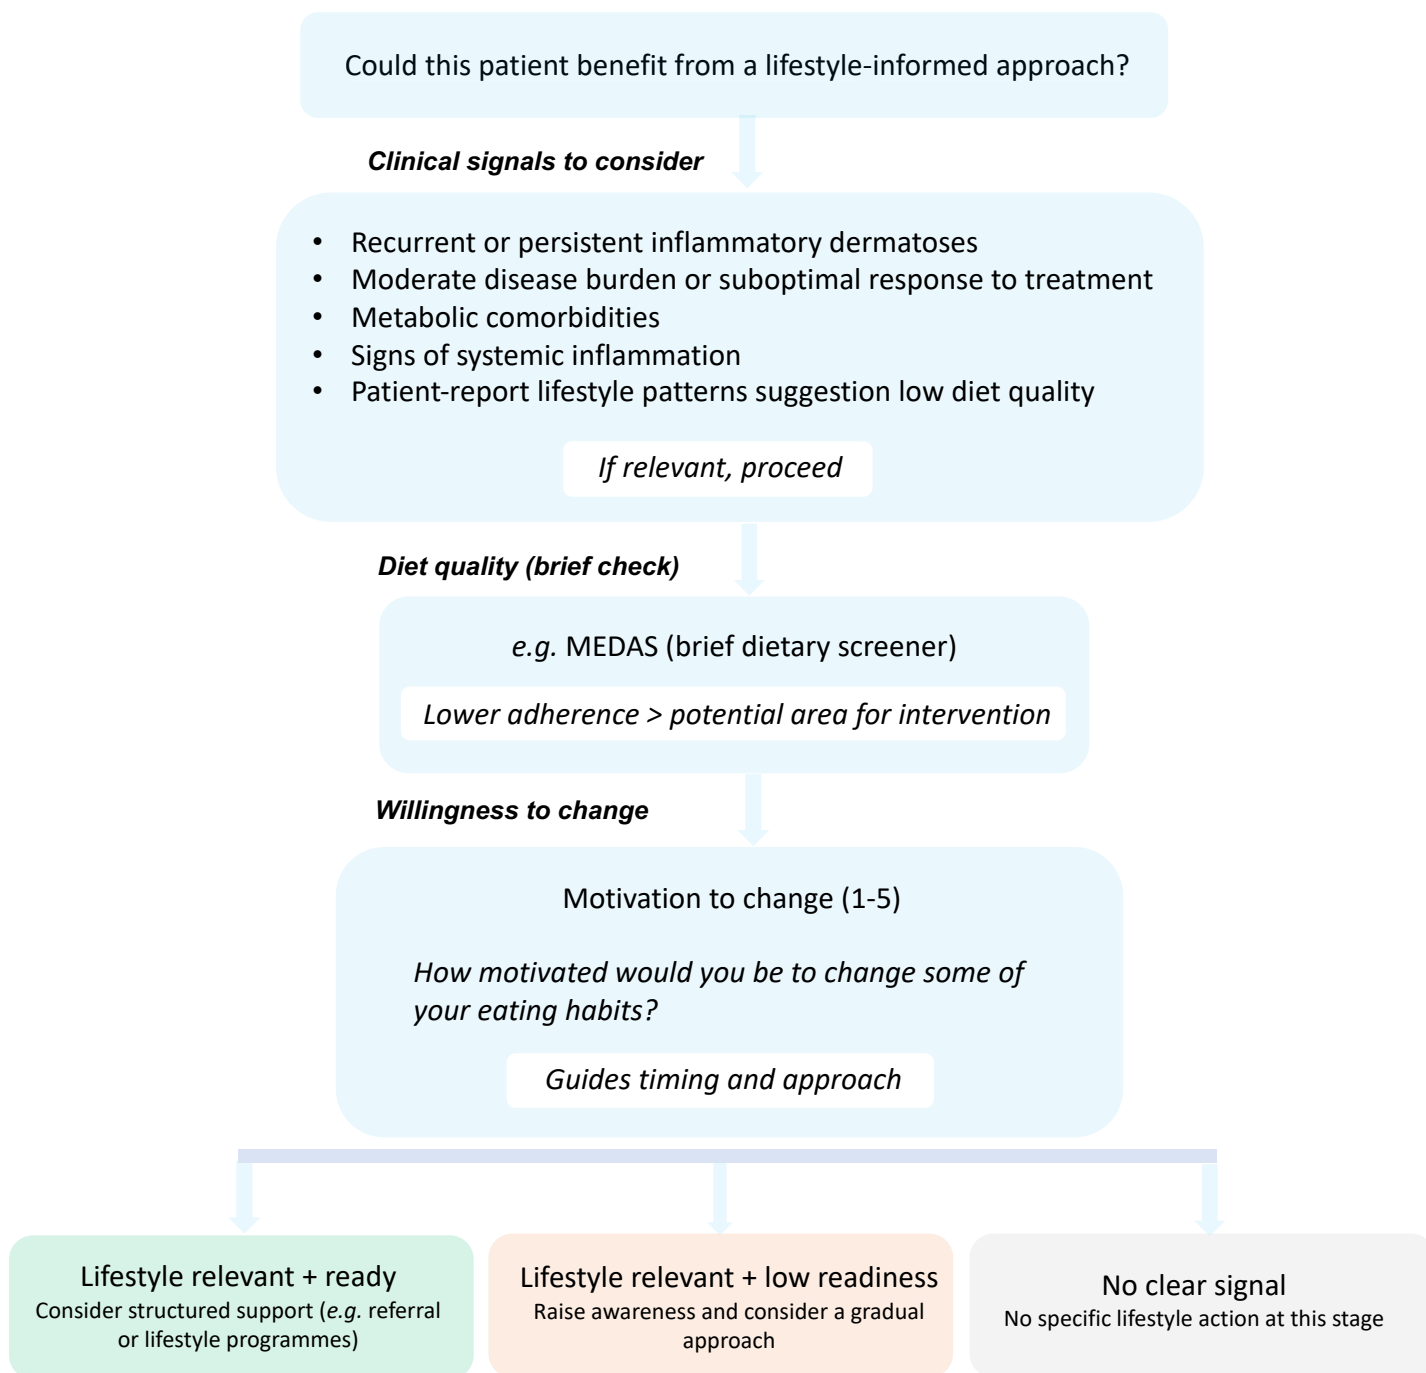 Could this patient benefit from a lifestyle-informed approach?
Clinical signals to consider
• Recurrent or persistent inflammatory dermatoses
• Moderate disease burden or suboptimal response to treatment
• Metabolic comorbidities
• Signs of systemic inflammation
• Patient-report lifestyle patterns suggestion low diet quality
If relevant, proceed
Diet quality (brief check)
e.g. MEDAS (brief dietary screener)
Lower adherence > potential area for intervention
Willingness to change
Motivation to change (1-5)
How motivated would you be to change some of
your eating habits?
Guides timing and approach
Lifestyle relevant + ready
Consider structured support (e.g. referral
or lifestyle programmes)
Lifestyle relevant + low readiness
Raise awareness and consider a gradual
approach
No clear signal
No specific lifestyle action at this stage